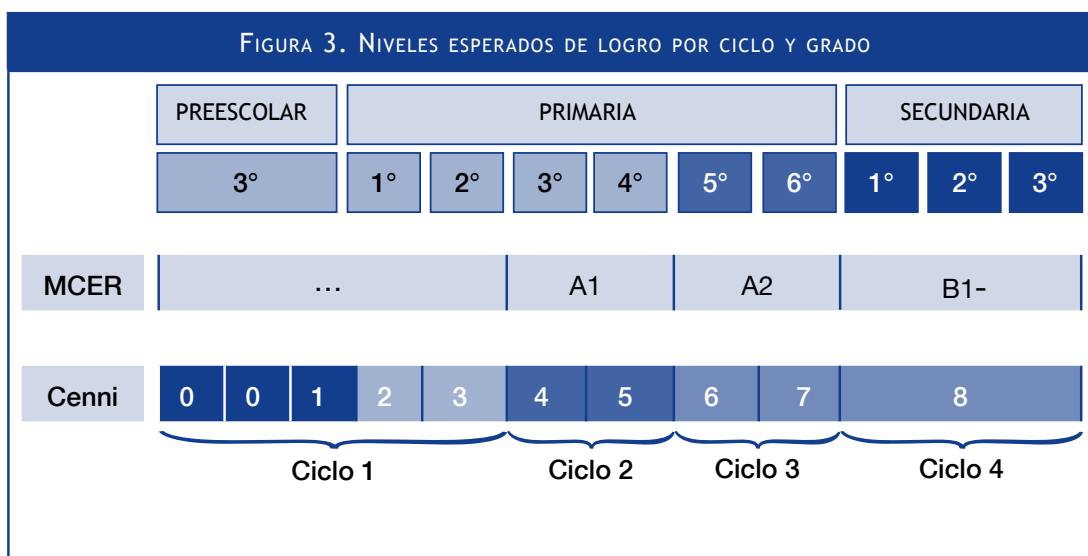 FIGURA 3. NIVELES ESPERADOS DE LOGRO POR CICLO Y GRADO
PREESCOLAR PRIMARIA SECUNDARIA
3° 1° 2° 3° 4° 5° 6° 1° 2° 3°
MCER ... A1 A2 B1-
Cenni 0 0 1 2 3 4 5 6 7 8
Ciclo 1 Ciclo 2 Ciclo 3 Ciclo 4